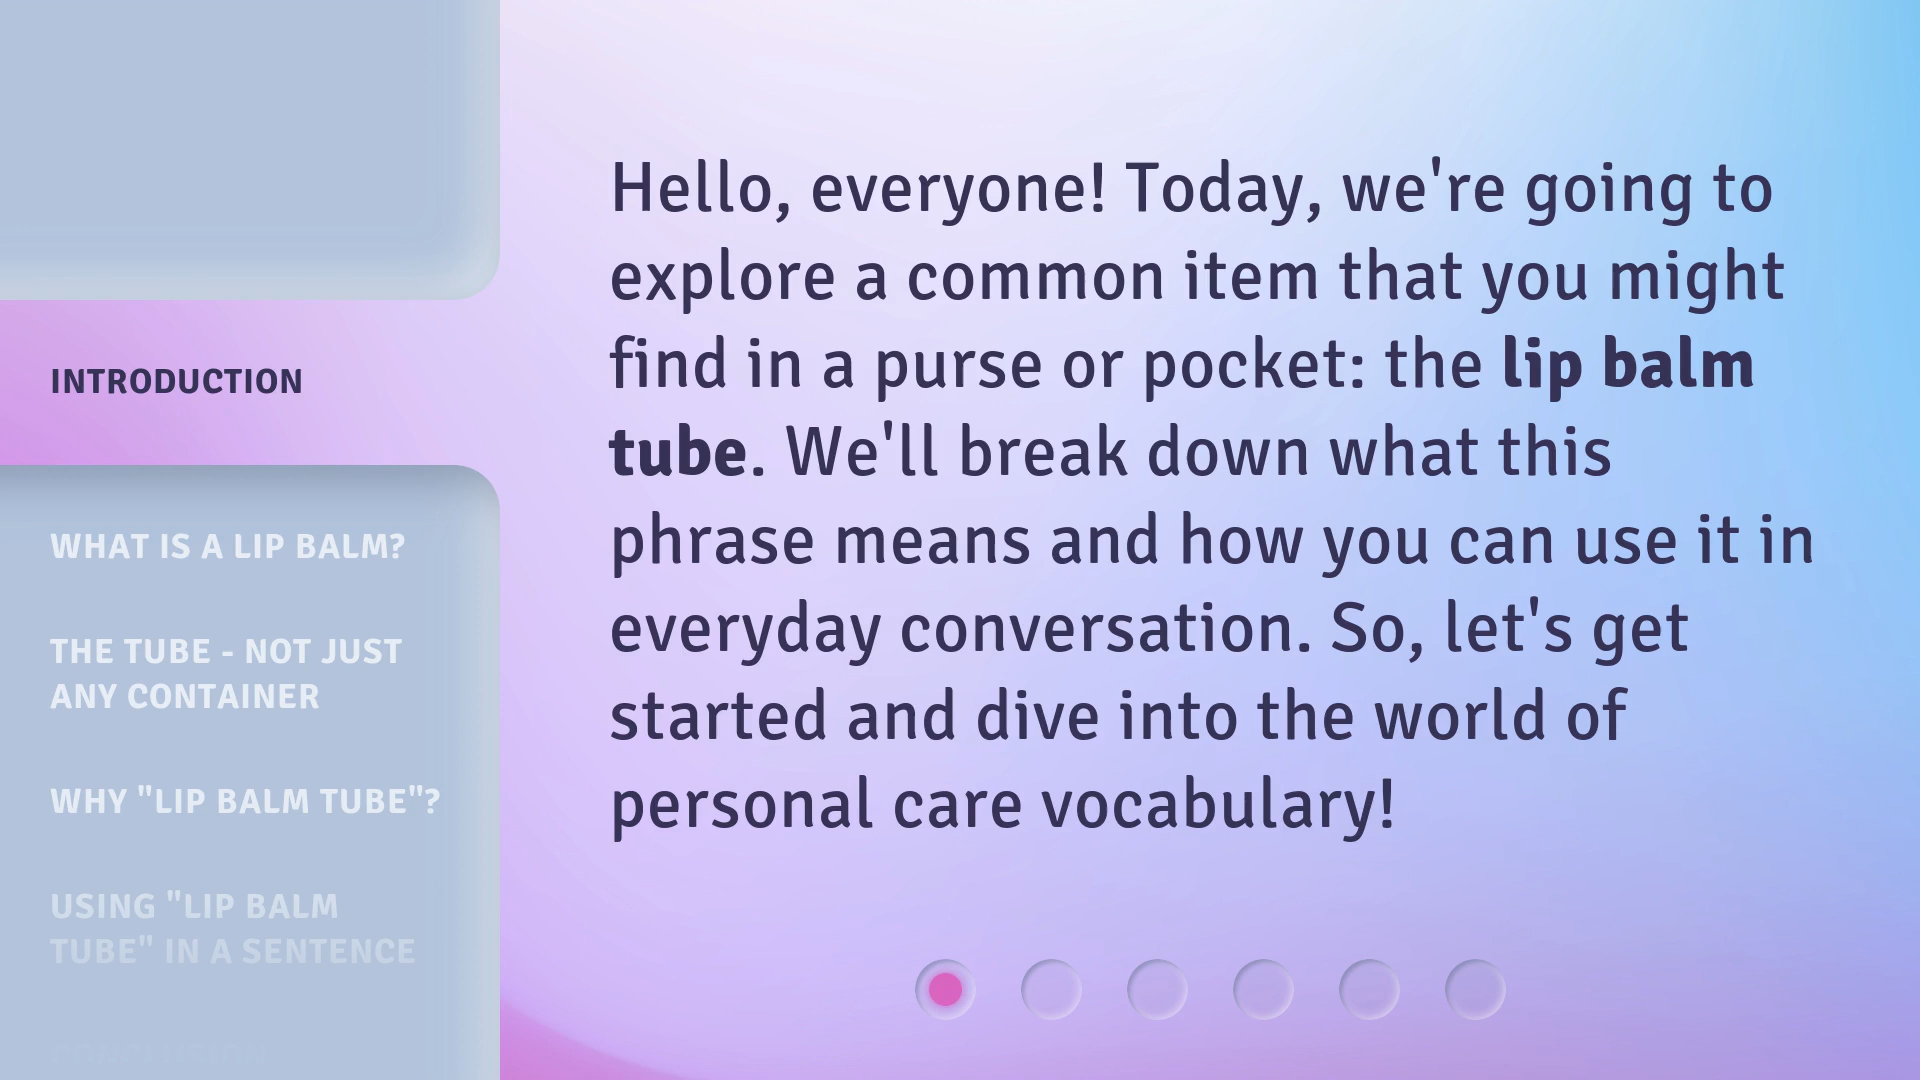 INTRODUCTION
WHAT IS A LIP BALM?
THE TUBE - NOT JUST
ANY CONTAINER
WHY "LIP BALM TUBE"?
USING "LIP BALM
TUBE" IN A SENTENCE
CONCLUSION
Hello, everyone! Today, we're going to
explore a common item that you might
find in a purse or pocket: the lip balm
tube. We'll break down what this
phrase means and how you can use it in
everyday conversation. So, let's get
started and dive into the world of
personal care vocabulary!